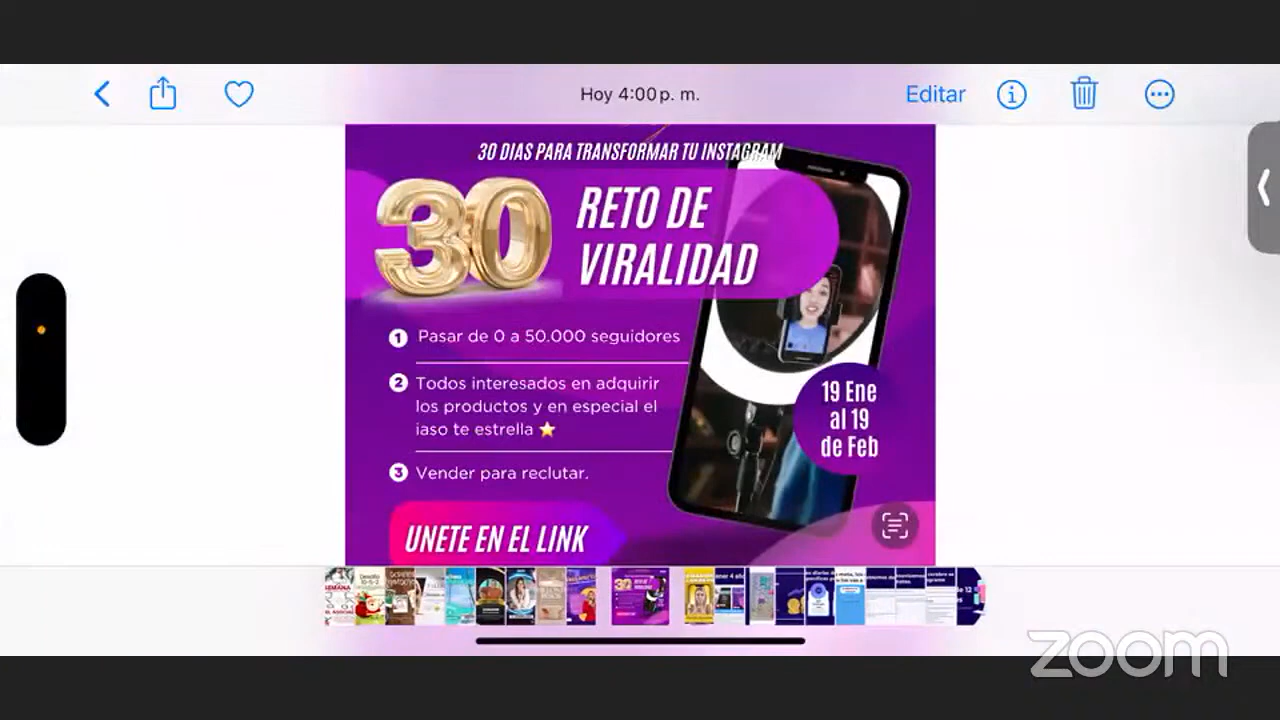 Hoy 4:00 p. m.
Editar
30 DIAS PARA TRANSFORMAR TU INSTAGRAM
30 RETO DE
VIRALIDAD
1 Pasar de 0 a 50.000 seguidores
2 Todos interesados en adquirir
los productos y en especial el
iaso te estrella ⭐
3 Vender para reclutar.
19 Ene
al 19
de Feb
UNETE EN EL LINK
zoom